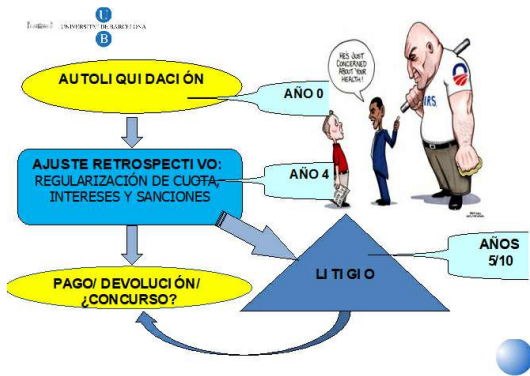 U
UNIVERSITAT DE BARCELONA
B
AUTOLIQUIDACIÓN
AÑO 0
HE'S JUST
CONCERNED
ABOUT YOUR
HEALTH!
I.R.S.
AJUSTE RETROSPECTIVO:
REGULARIZACIÓN DE CUOTA,
INTERESES Y SANCIONES
AÑO 4
LITIGIO
AÑOS
5/10
PAGO/ DEVOLUCIÓN/
¿CONCURSO?